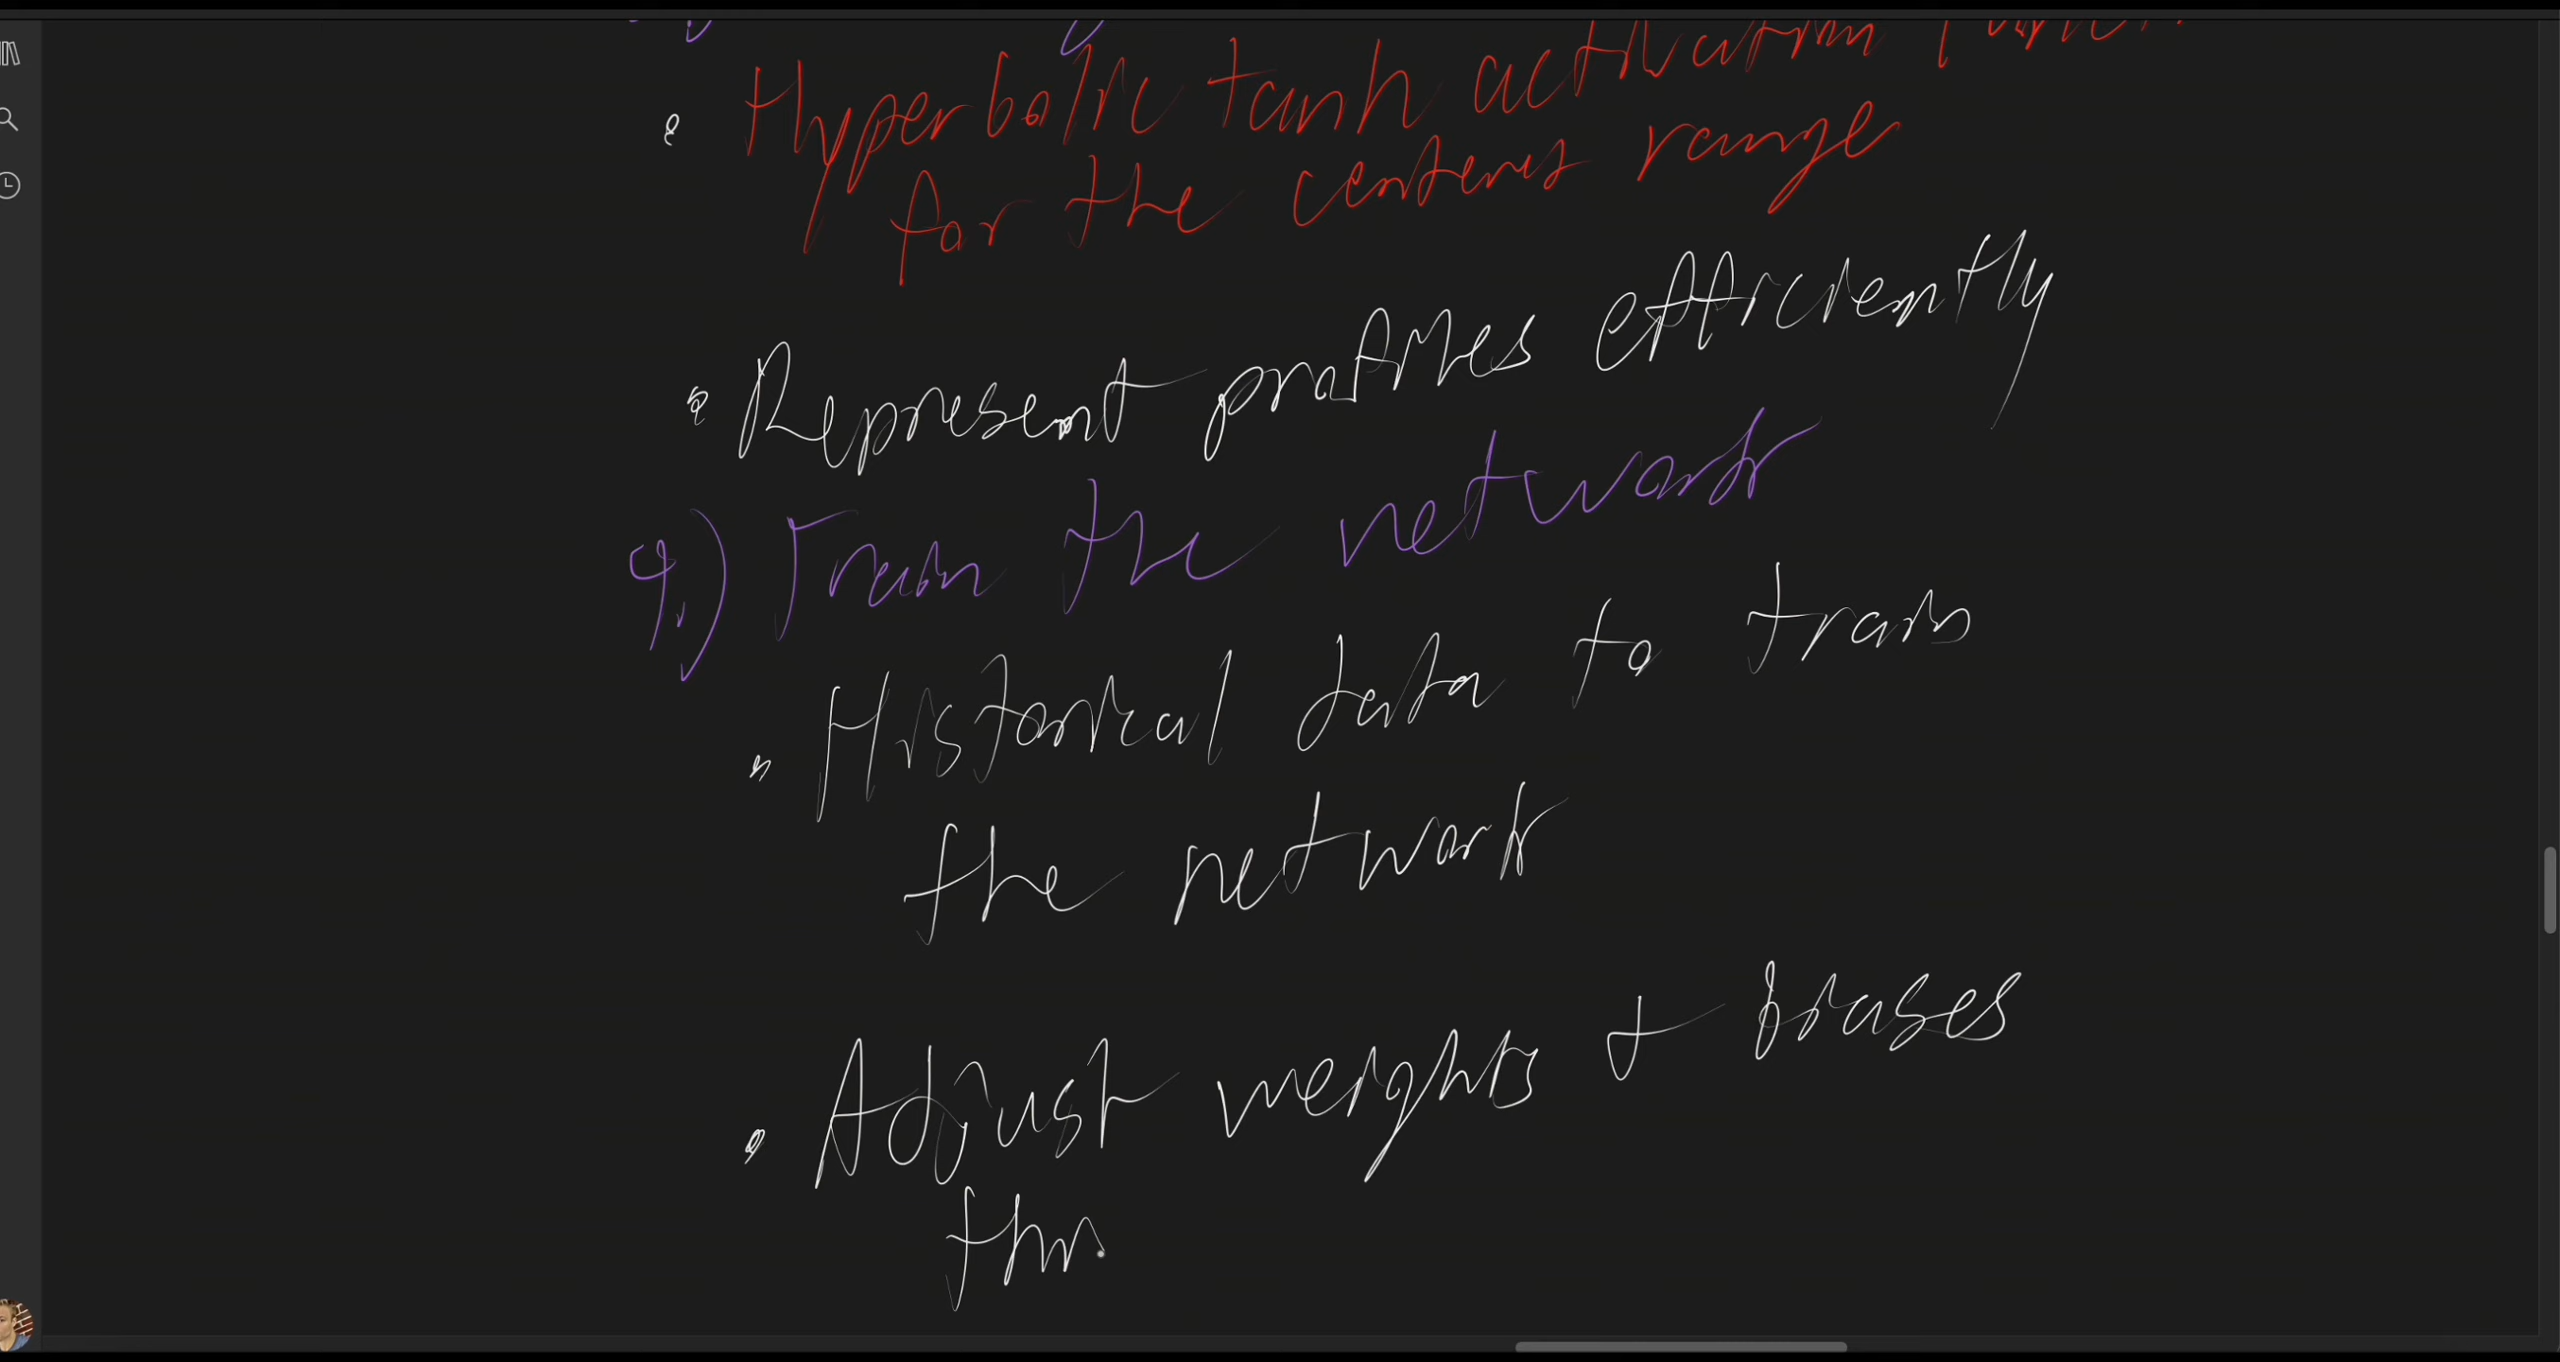 • Hyperbolic tanh activation
for the centered range
• Represent profiles efficiently
4.) Train the network
• Historical data to train
the network
• Adjust weights + biases
thr